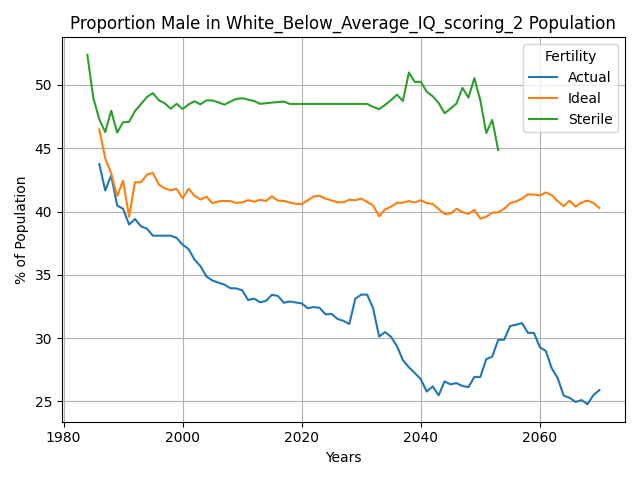 Proportion Male in White_Below_Average_IQ_scoring_2 Population
Fertility
Actual
Ideal
Sterile
% of Population
50
45
40
35
30
25
1980
2000
2020
2040
2060
Years